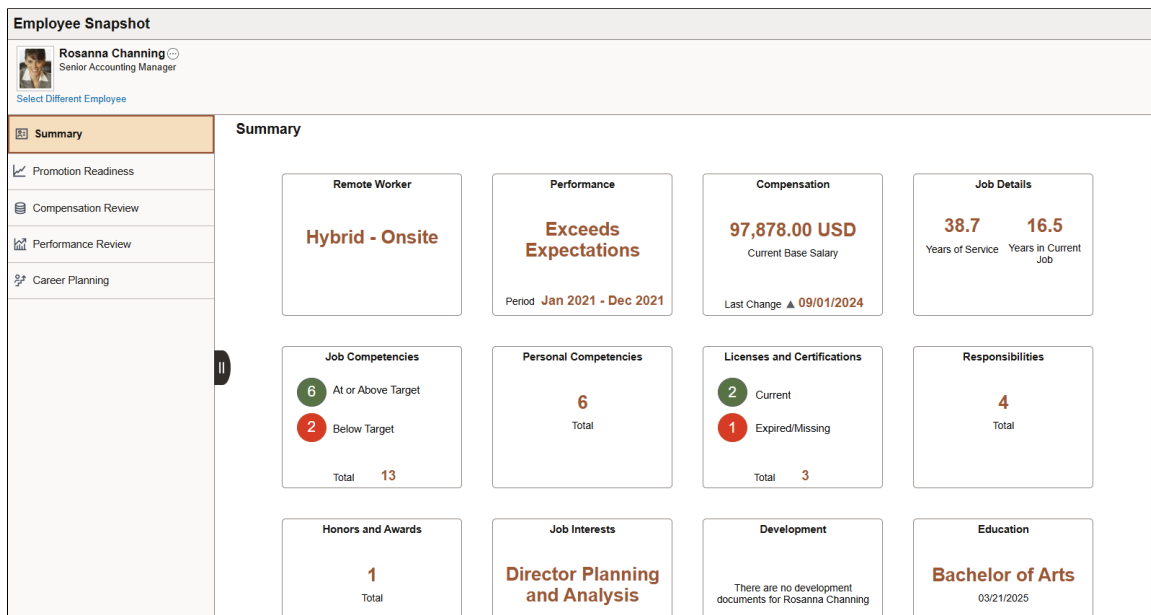 Employee Snapshot
Rosanna Channing
Senior Accounting Manager
Select Different Employee
Summary
Promotion Readiness
Compensation Review
Performance Review
Career Planning
Summary
Remote Worker
Hybrid - Onsite
Performance
Exceeds
Expectations
Period Jan 2021 - Dec 2021
Compensation
97,878.00 USD
Current Base Salary
Last Change ▲ 09/01/2024
Job Details
38.7 16.5
Years of Service Years in Current
Job
Job Competencies
6 At or Above Target
2 Below Target
Total 13
Personal Competencies
6
Total
Licenses and Certifications
2 Current
1 Expired/Missing
Total 3
Responsibilities
4
Total
Honors and Awards
1
Total
Job Interests
Director Planning
and Analysis
Development
There are no development
documents for Rosanna Channing
Education
Bachelor of Arts
03/21/2025